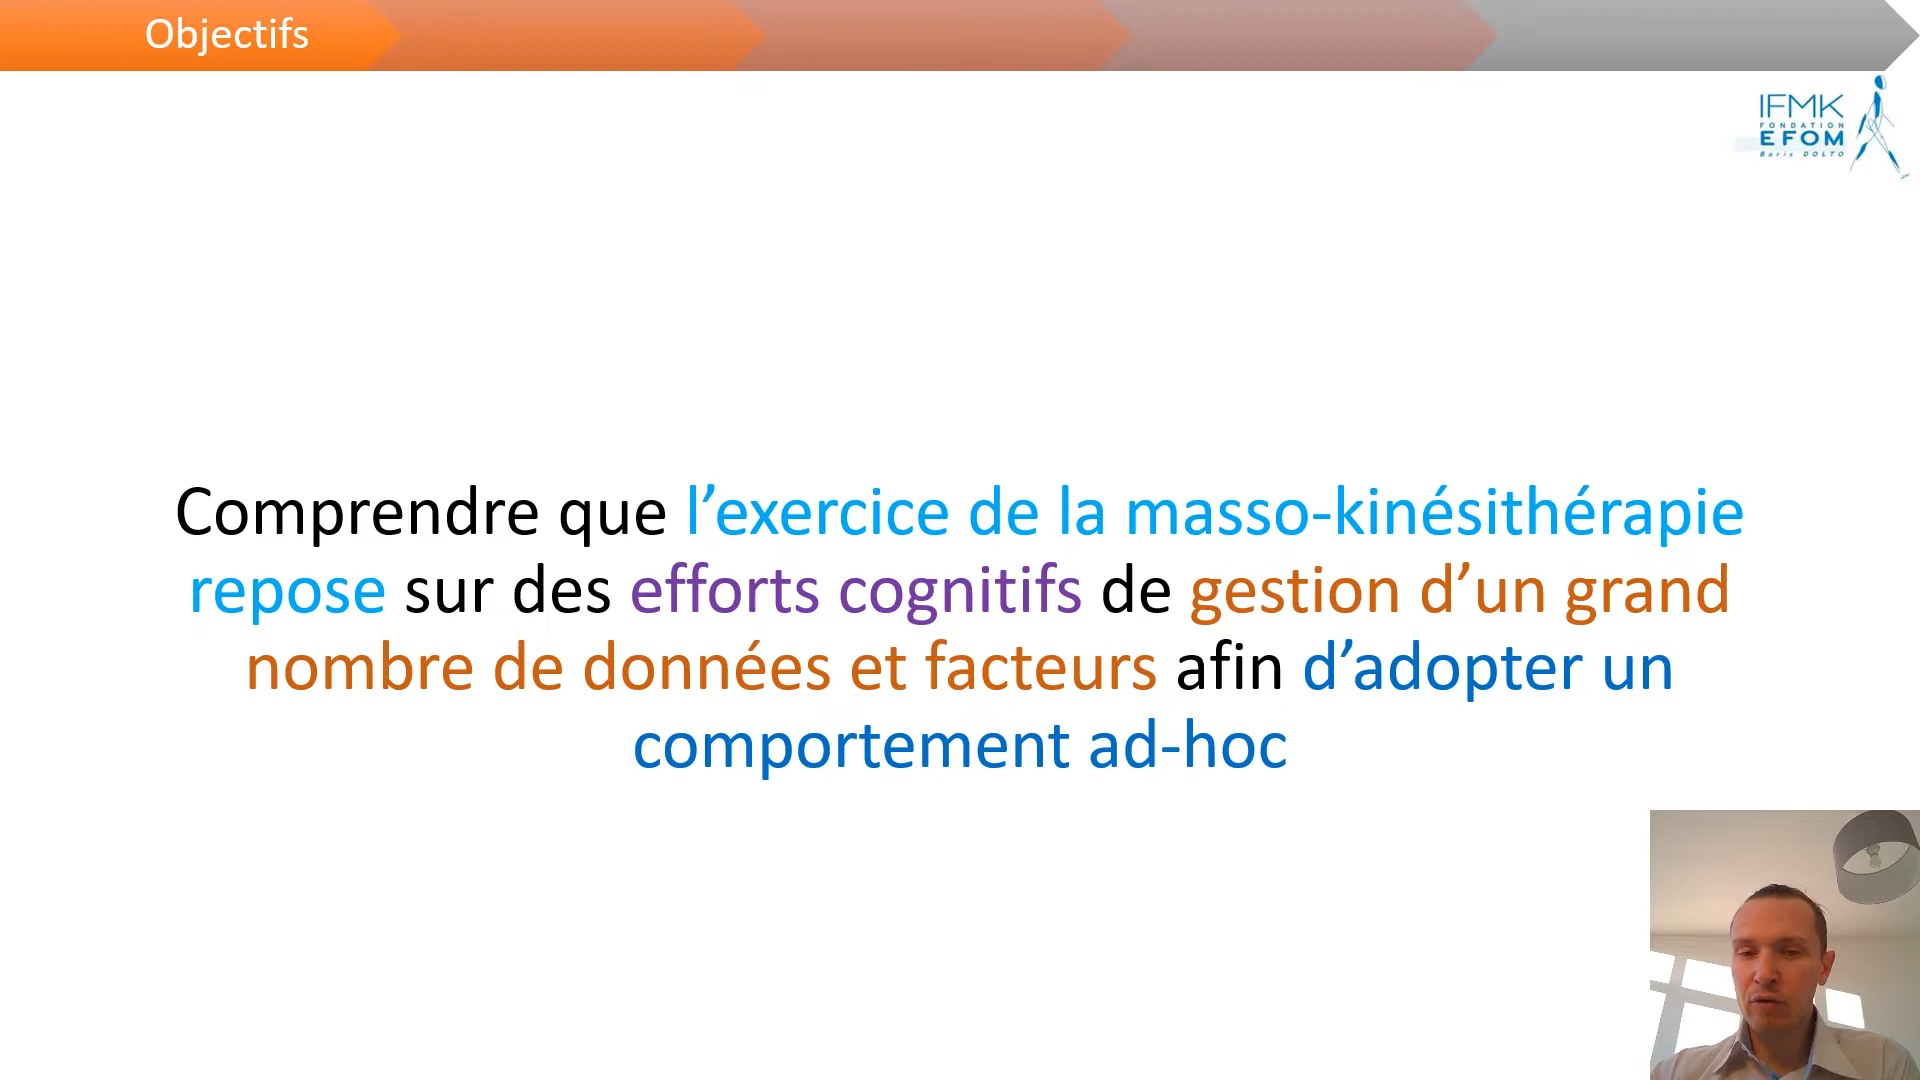 Objectifs
IFMK
FONDATION
EFOM
Boris DOLTO
Comprendre que l’exercice de la masso-kinésithérapie
repose sur des efforts cognitifs de gestion d’un grand
nombre de données et facteurs afin d’adopter un
comportement ad-hoc